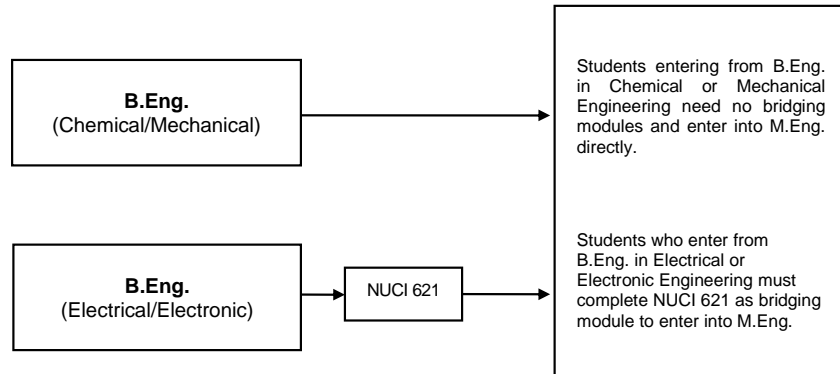 B.Eng.
(Chemical/Mechanical)
Students entering from B.Eng.
in Chemical or Mechanical
Engineering need no bridging
modules and enter into M.Eng.
directly.
B.Eng.
(Electrical/Electronic)
NUCI 621
Students who enter from
B.Eng. in Electrical or
Electronic Engineering must
complete NUCI 621 as bridging
module to enter into M.Eng.